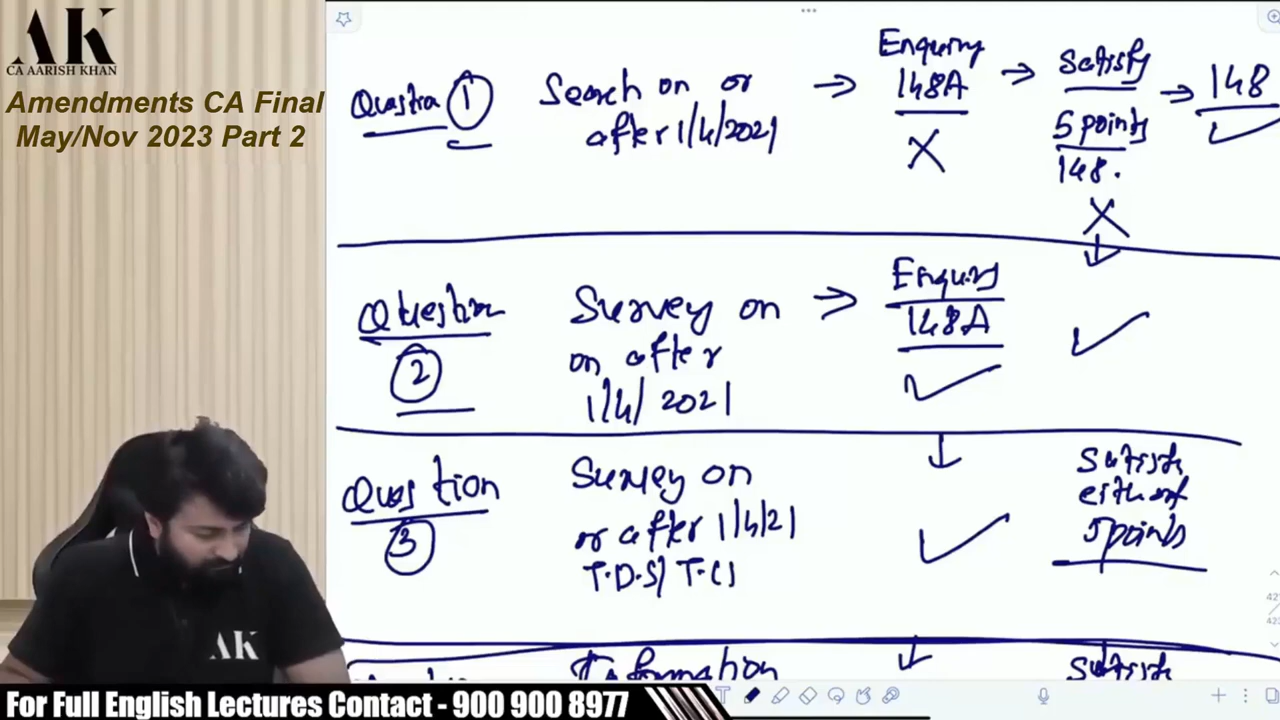 AK
CA AARISH KHAN
Amendments CA Final
May/Nov 2023 Part 2
Question 1
Search on or
after 1/4/2021
→ Enquiry
148A
X
→ Satisfy
5 points
148.
X
→ 148
Question
2
Survey on
on after
1/4/2021
→ Enquiry
148A
Question
3
Survey on
or after 1/4/21
T.D.S/T.CS
Satisfy
either of
5 points
Information
Satisfy
AK
For Full English Lectures Contact - 900 900 8977